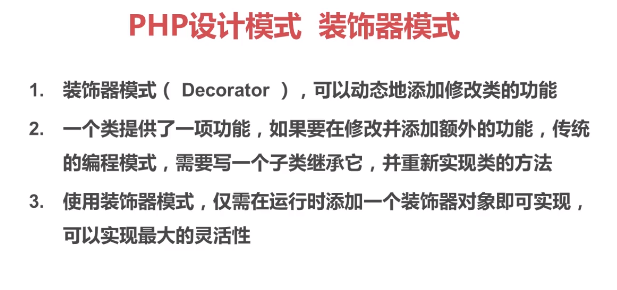 PHP设计模式 装饰器模式
1. 装饰器模式（ Decorator ），可以动态地添加修改类的功能
2. 一个类提供了一项功能，如果要在修改并添加额外的功能，传统
的编程模式，需要写一个子类继承它，并重新实现类的方法
3. 使用装饰器模式，仅需在运行时添加一个装饰器对象即可实现，
可以实现最大的灵活性